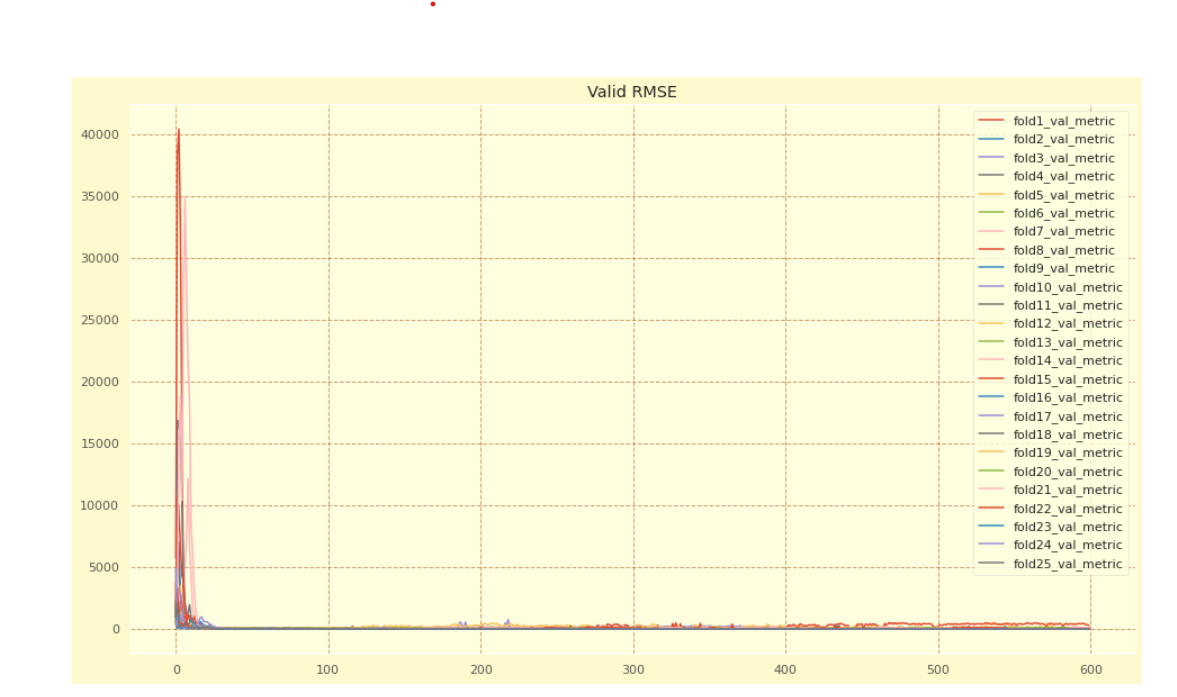 Valid RMSE
40000
35000
30000
25000
20000
15000
10000
5000
0
0 100 200 300 400 500 600
fold1_val_metric
fold2_val_metric
fold3_val_metric
fold4_val_metric
fold5_val_metric
fold6_val_metric
fold7_val_metric
fold8_val_metric
fold9_val_metric
fold10_val_metric
fold11_val_metric
fold12_val_metric
fold13_val_metric
fold14_val_metric
fold15_val_metric
fold16_val_metric
fold17_val_metric
fold18_val_metric
fold19_val_metric
fold20_val_metric
fold21_val_metric
fold22_val_metric
fold23_val_metric
fold24_val_metric
fold25_val_metric